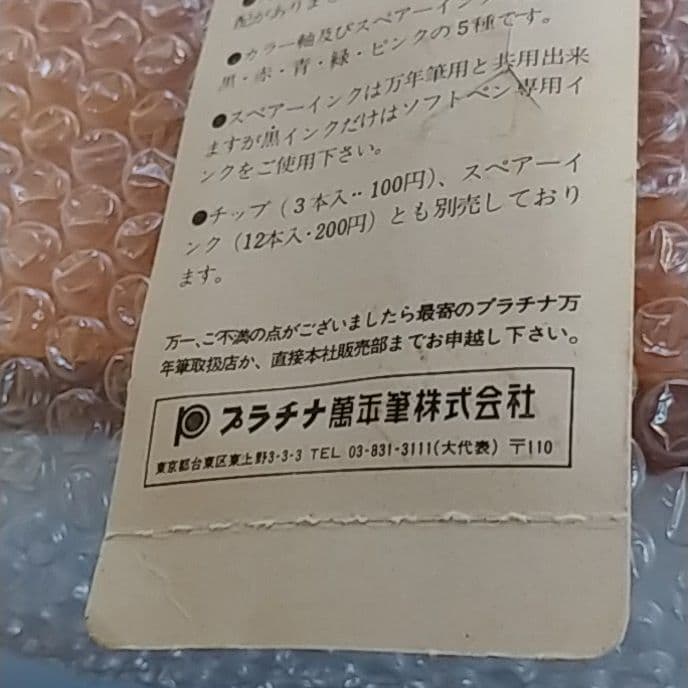 配がありませ
●カラー軸及びスペアーインク
黒・赤・青・緑・ピンクの5種です。
●スペアーインクは万年筆用と共用出来
ますが黒インクだけはソフトペン専用イ
ンクをご使用下さい。
●チップ(3本入‥100円)、スペアーイ
ンク(12本入・200円)とも別売しており
ます。
万一、ご不満の点がございましたら最寄のプラチナ万
年筆取扱店か、直接本社販売部までお申越し下さい。
プラチナ萬年筆株式会社
東京都台東区東上野3-3-3 TEL 03-831-3111(大代表) 〒110